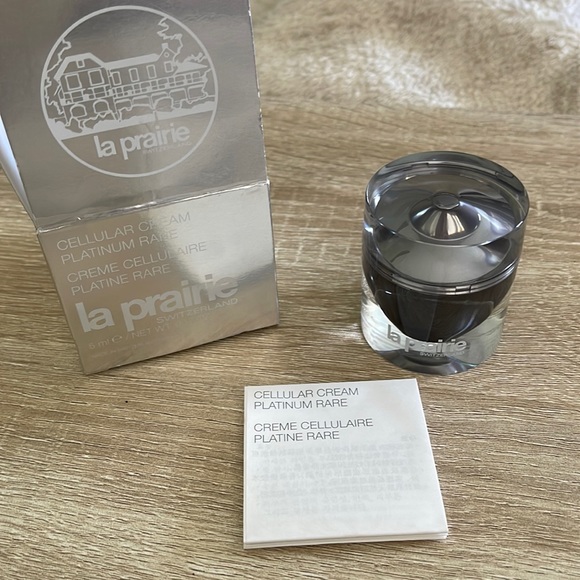 la prairie
CELLULAR CREAM
PLATINUM RARE
CREME CELLULAIRE
PLATINE RARE
la prairie
SWITZERLAND
la prairie
CELLULAR CREAM
PLATINUM RARE
CREME CELLULAIRE
PLATINE RARE